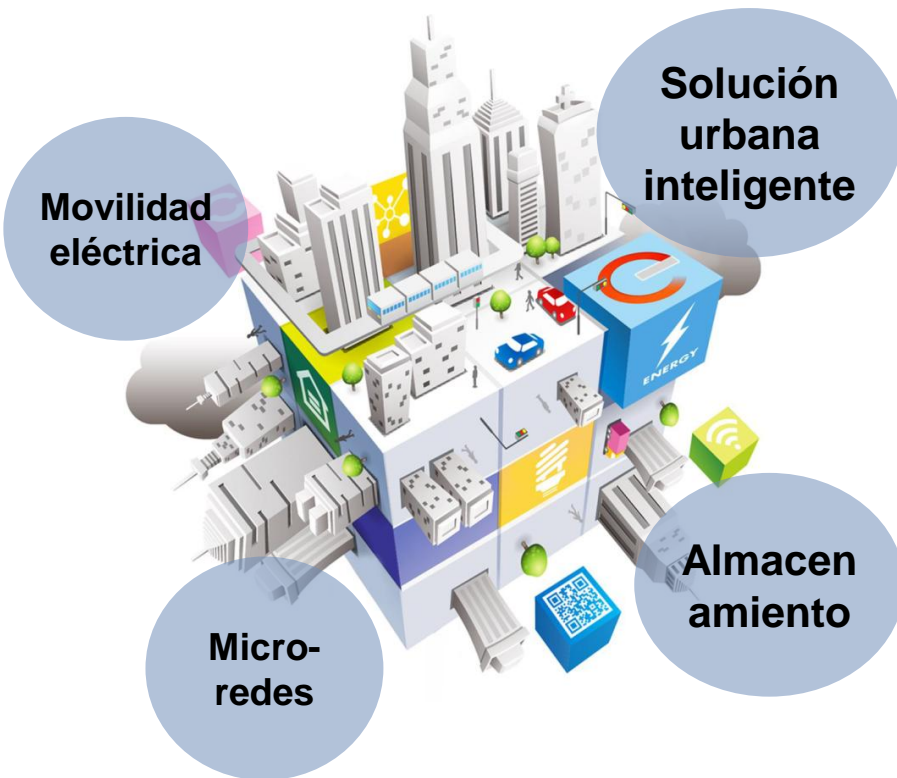 Solución
urbana
inteligente
Movilidad
eléctrica
ENERGY
Almacen
amiento
Micro-
redes